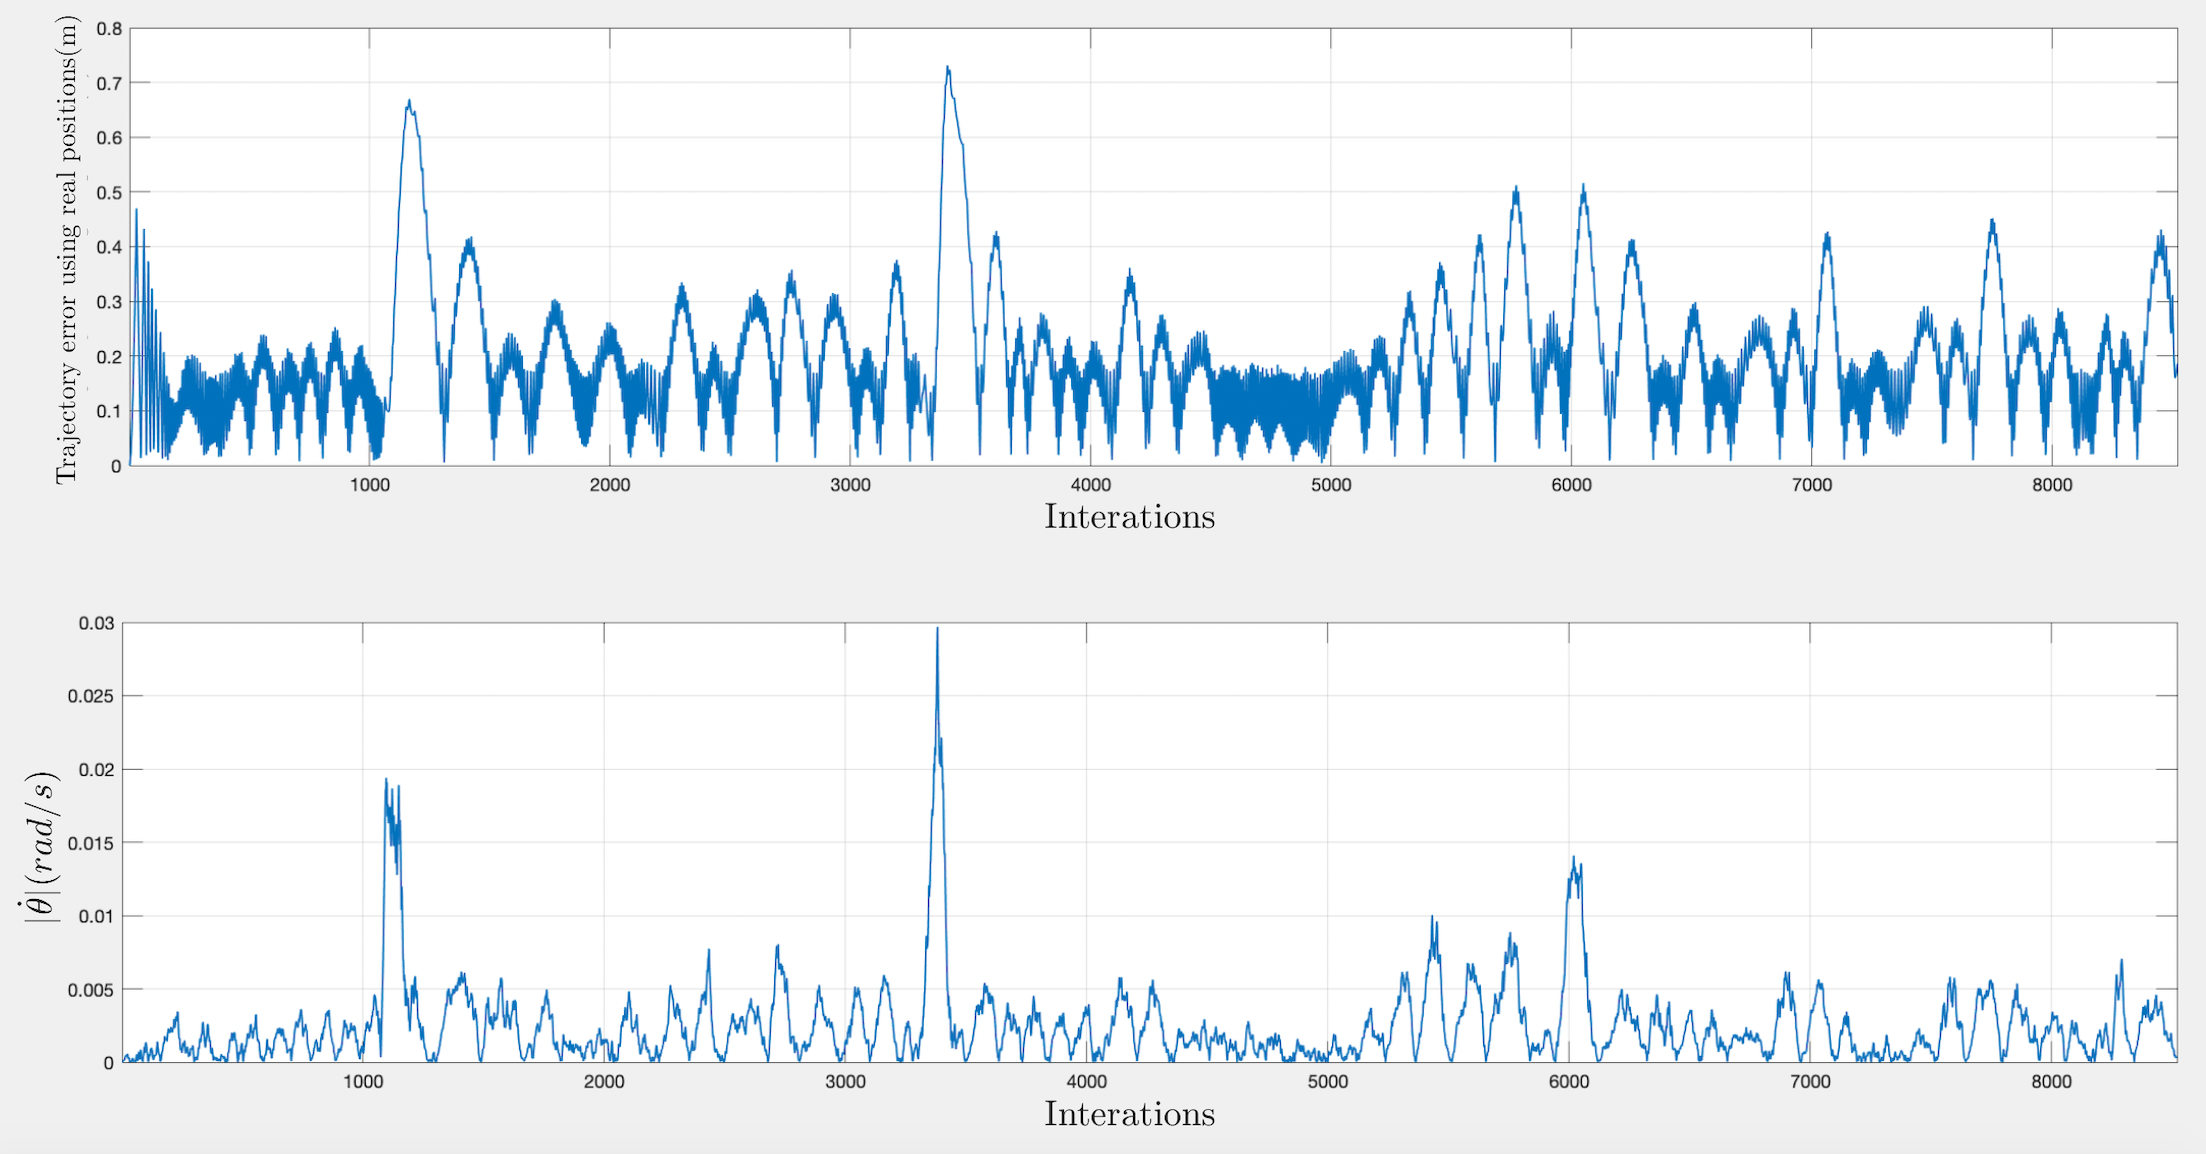 Trajectory error using real positions(m)
0.8
0.7
0.6
0.5
0.4
0.3
0.2
0.1
0
1000 2000 3000 4000 5000 6000 7000 8000
Interations
|θ̇|(rad/s)
0.03
0.025
0.02
0.015
0.01
0.005
0
1000 2000 3000 4000 5000 6000 7000 8000
Interations